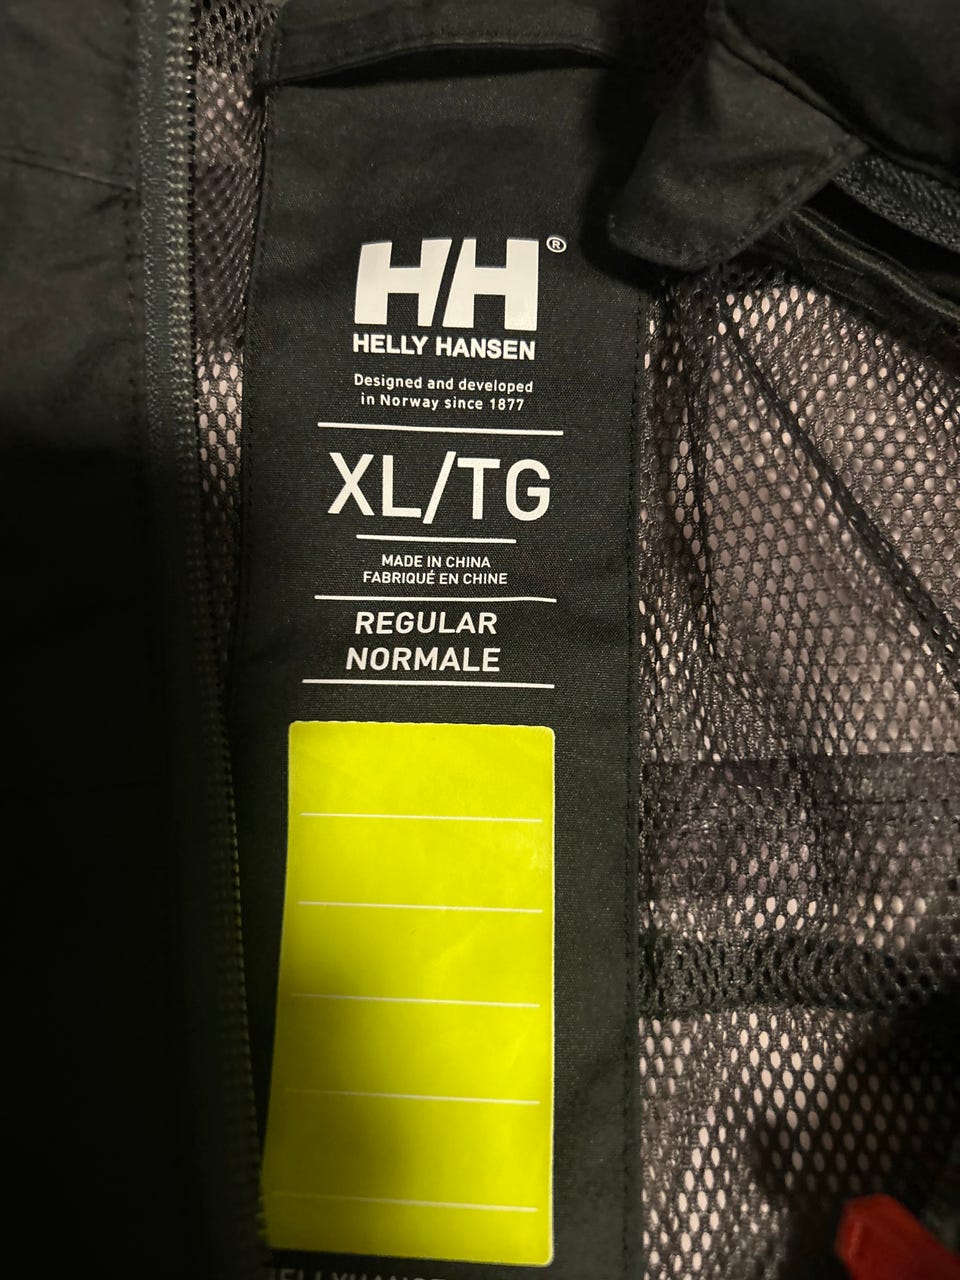 HH®
HELLY HANSEN
Designed and developed
in Norway since 1877
XL/TG
MADE IN CHINA
FABRIQUÉ EN CHINE
REGULAR
NORMALE